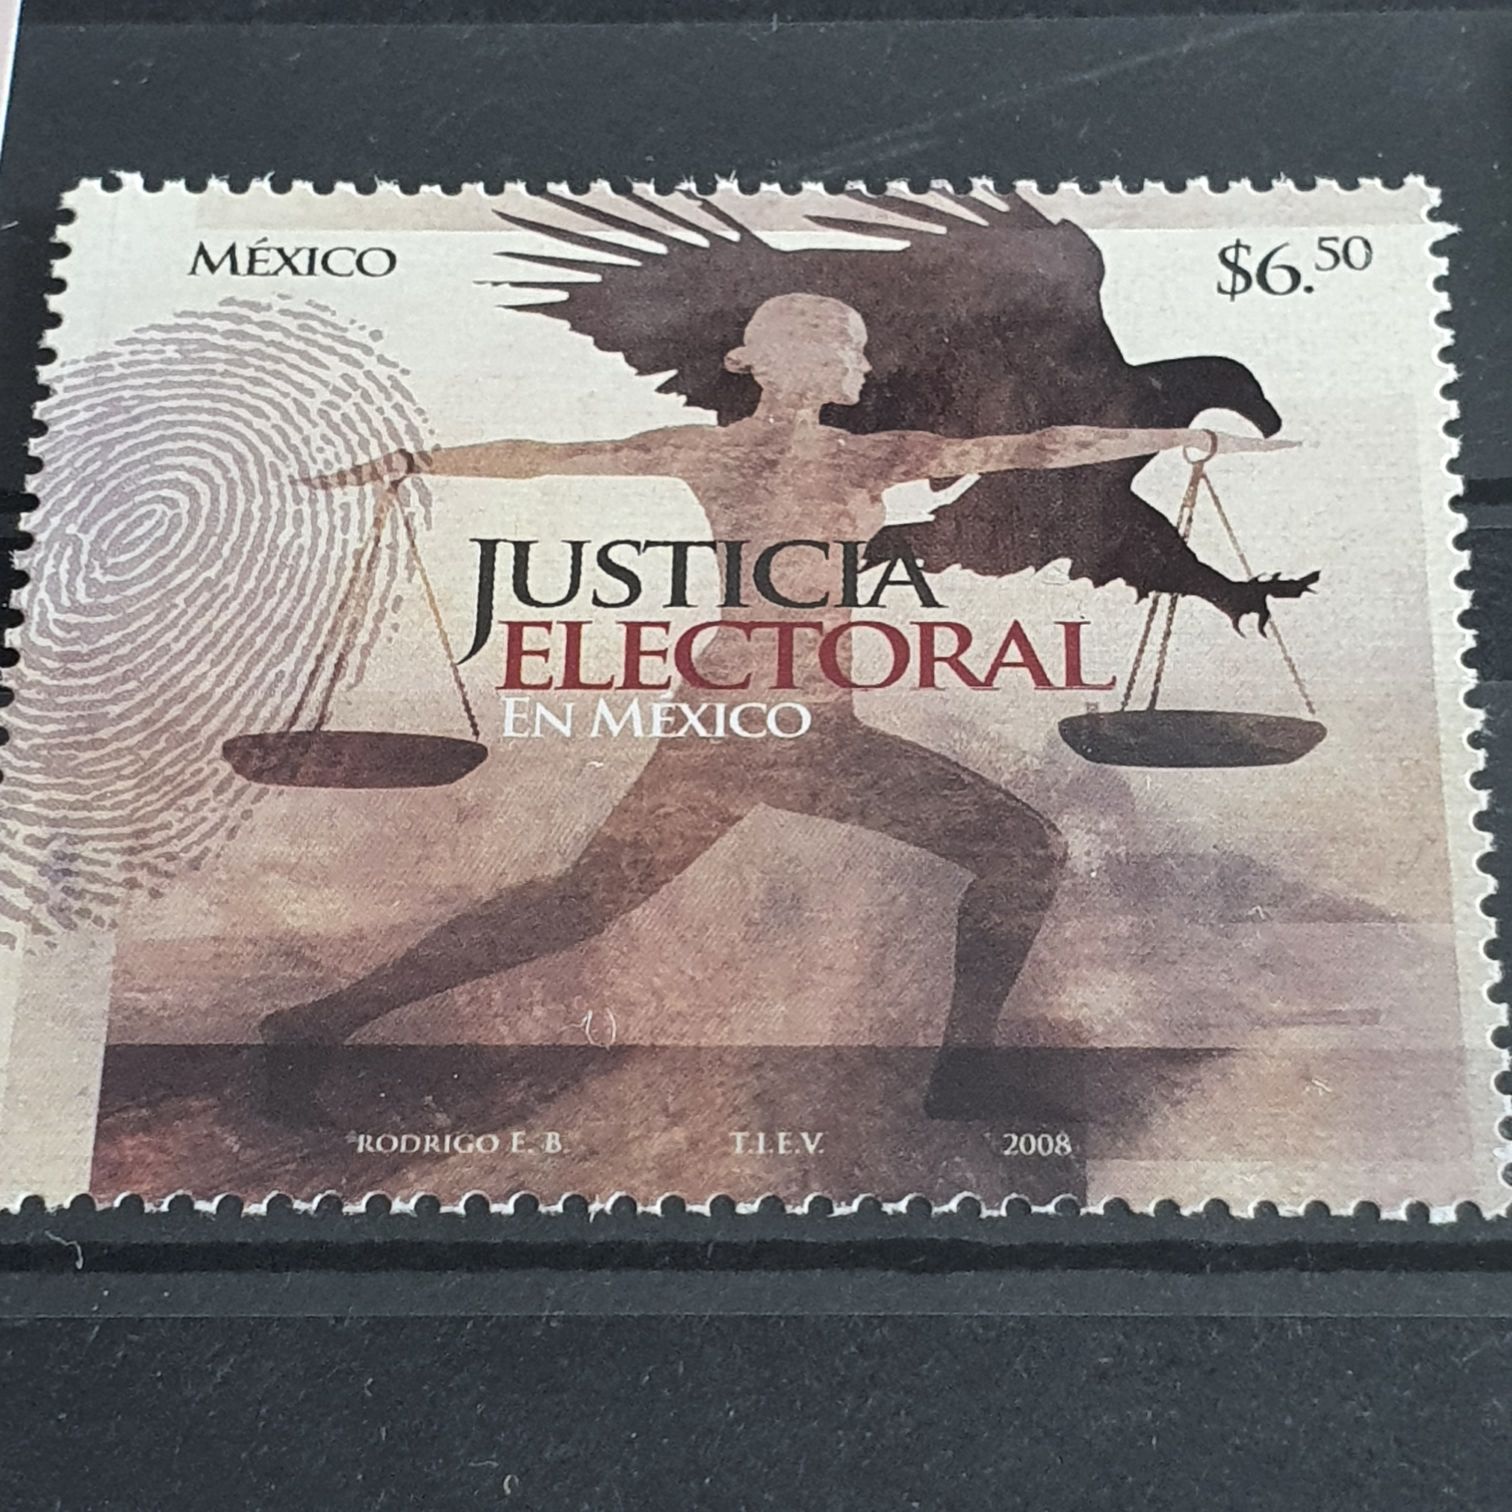 MÉXICO
$6.50
JUSTICIA
ELECTORAL
EN MÉXICO
RODRIGO E. B. T.I.E.V. 2008